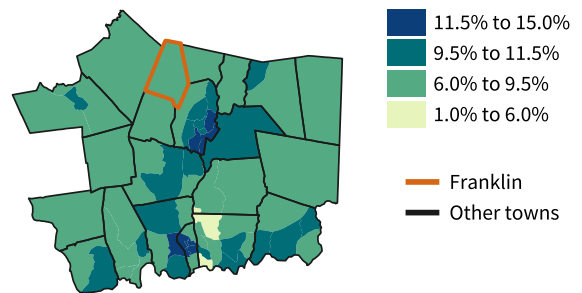 11.5% to 15.0%
9.5% to 11.5%
6.0% to 9.5%
1.0% to 6.0%
Franklin
Other towns